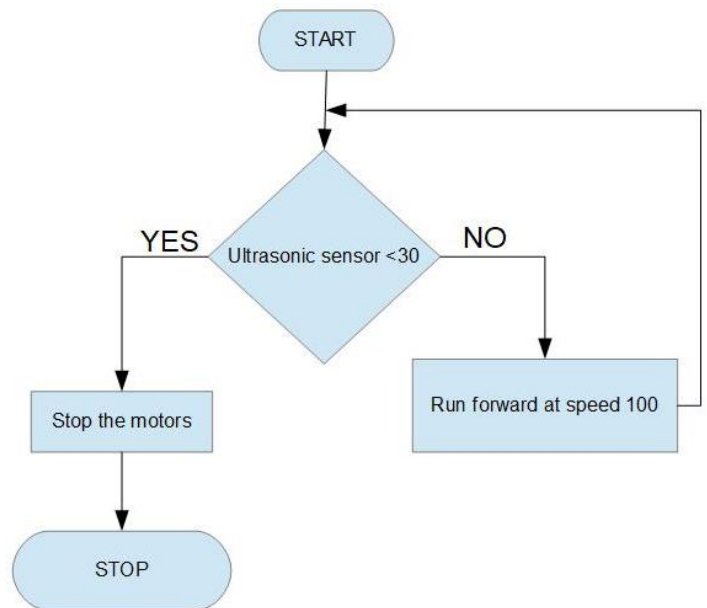 START
YES
NO
Ultrasonic sensor <30
Run forward at speed 100
Stop the motors
STOP